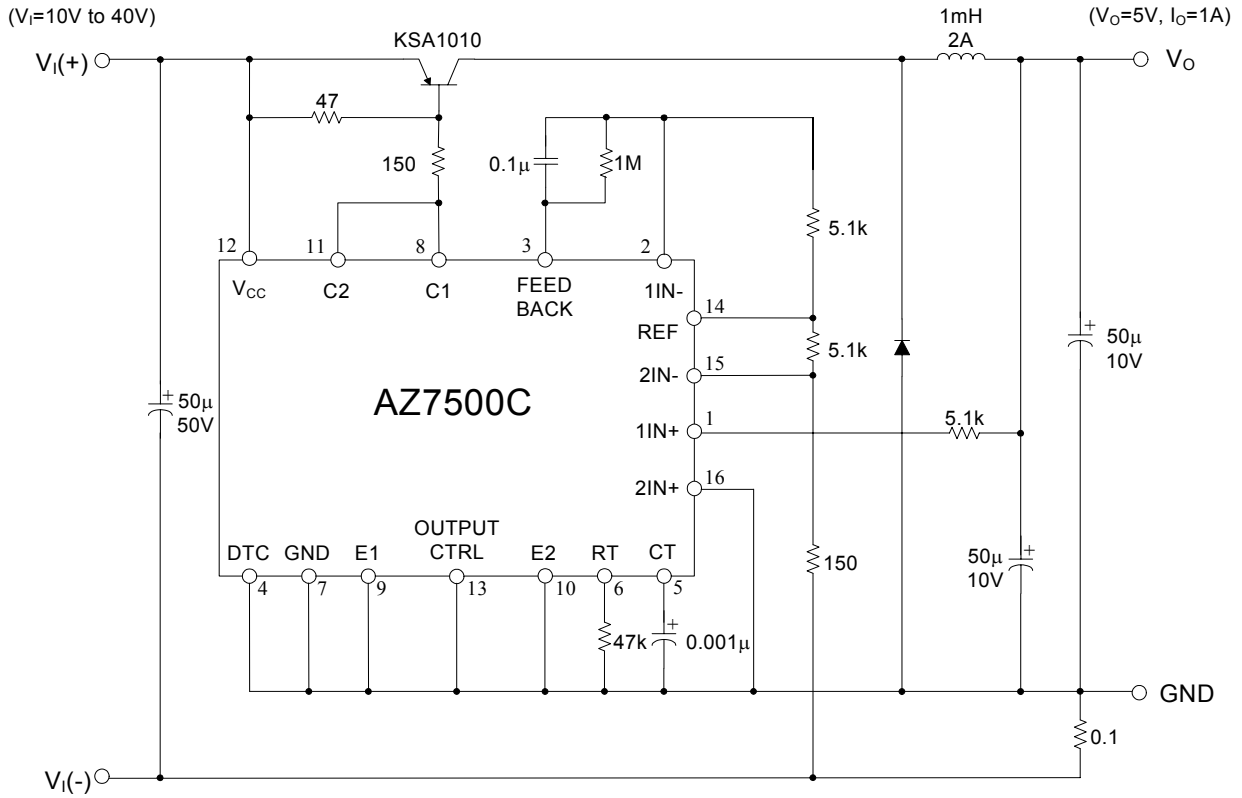 (VI=10V to 40V)
(VO=5V, IO=1A)
1mH
2A
KSA1010
VI(+)
VO
47
150
0.1μ
1M
5.1k
12
11
8
3
2
VCC
C2
C1
FEED
BACK
1IN-
14
REF
5.1k
50μ
10V
15
2IN-
AZ7500C
50μ
50V
1
1IN+
5.1k
16
2IN+
OUTPUT
CTRL
DTC
GND
E1
E2
RT
CT
150
50μ
10V
4
7
9
13
10
6
5
47k
0.001μ
GND
0.1
VI(-)